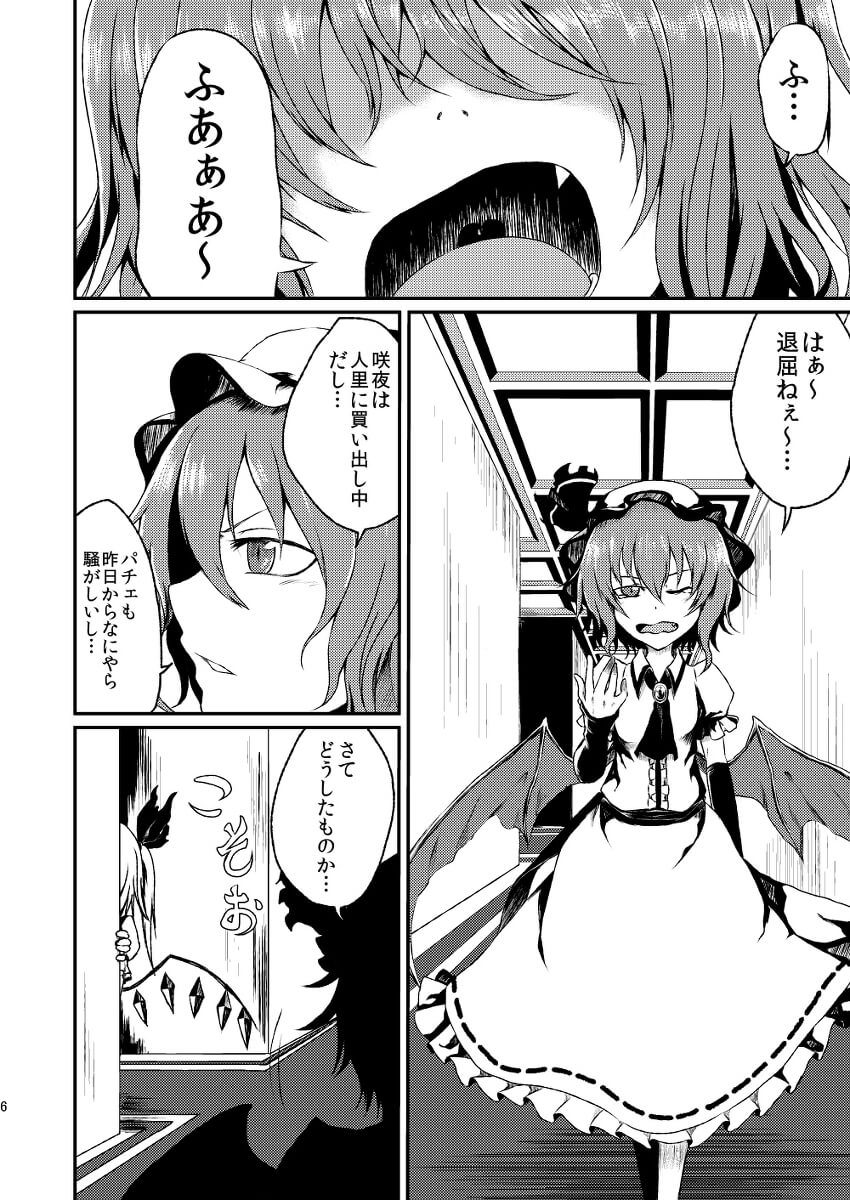 ふ…
ふあぁあ〜
はぁ〜
退屈ねぇ〜…
咲夜は
人里に買い出し中
だし…
パチェも
昨日からなにやら
騒がしいし…
さて
どうしたものか…
こそお
6